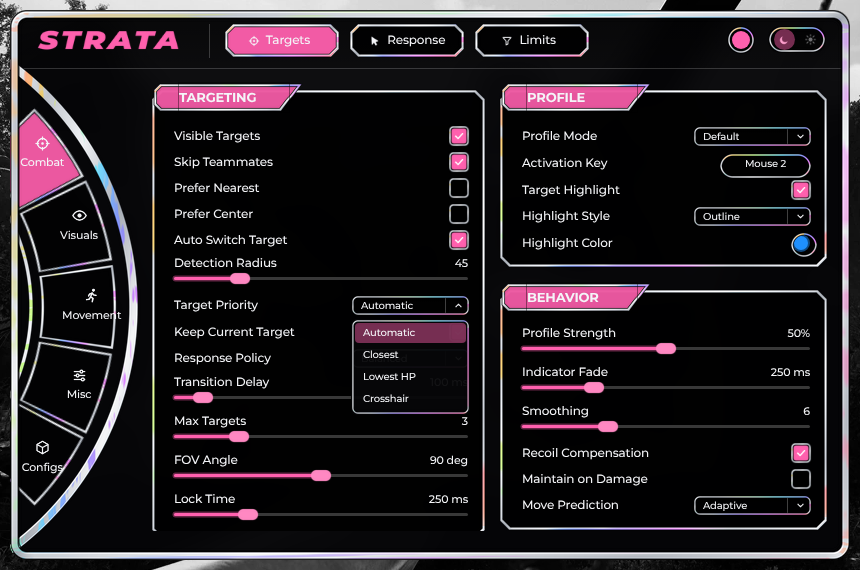 STRATA
Targets
Response
Limits
Combat
Visuals
Movement
Misc
Configs
TARGETING
Visible Targets
Skip Teammates
Prefer Nearest
Prefer Center
Auto Switch Target
Detection Radius 45
Target Priority Automatic
Automatic
Closest
Lowest HP
Crosshair
Keep Current Target
Response Policy
Transition Delay 100 ms
Max Targets 3
FOV Angle 90 deg
Lock Time 250 ms
PROFILE
Profile Mode Default
Activation Key Mouse 2
Target Highlight
Highlight Style Outline
Highlight Color
BEHAVIOR
Profile Strength 50%
Indicator Fade 250 ms
Smoothing 6
Recoil Compensation
Maintain on Damage
Move Prediction Adaptive